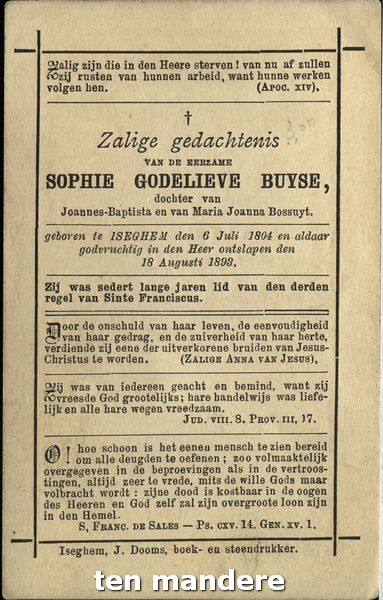 Zalig zijn die in den Heere sterven! van nu af zullen
zij rusten van hunnen arbeid, want hunne werken
volgen hen. (Apoc. xiv).
†
Zalige gedachtenis
VAN DE EERZAME
SOPHIE GODELIEVE BUYSE,
dochter van
Joannes-Baptista en van Maria Joanna Bossuyt.
geboren te ISEGHEM den 6 Juli 1804 en aldaar
godvruchtig in den Heer ontslapen den
18 Augusti 1893.
Zij was sedert lange jaren lid van den derden
regel van Sinte Franciscus.
Door de onschuld van haar leven, de eenvoudigheid
van haar gedrag, en de zuiverheid van haar herte,
verdiende zij eene der uitverkorene bruiden van Jesus-
Christus te worden. (Zalige Anna van Jesus).
Zij was van iedereen geacht en bemind, want zij
vreesde God grootelijks; hare handelwijs was liefe-
lijk en alle hare wegen vreedzaam.
Jud. viii. 8. Prov. iii, 17.
O! hoe schoon is het eenen mensch te zien bereid
om alle deugden te oefenen; zoo volmaaktelijk
overgegeven in de beproevingen als in de vertroos-
tingen, altijd zeer te vrede, mits de wille Gods maar
volbracht wordt: zijne dood is kostbaar in de oogen
des Heeren en God zelf zal zijn overgroote loon zijn
in den Hemel.
S, Franc. de Sales — Ps. cxv. 14. Gen. xv. 1.
Iseghem, J. Dooms, boek- en steendrukker.
ten mandere